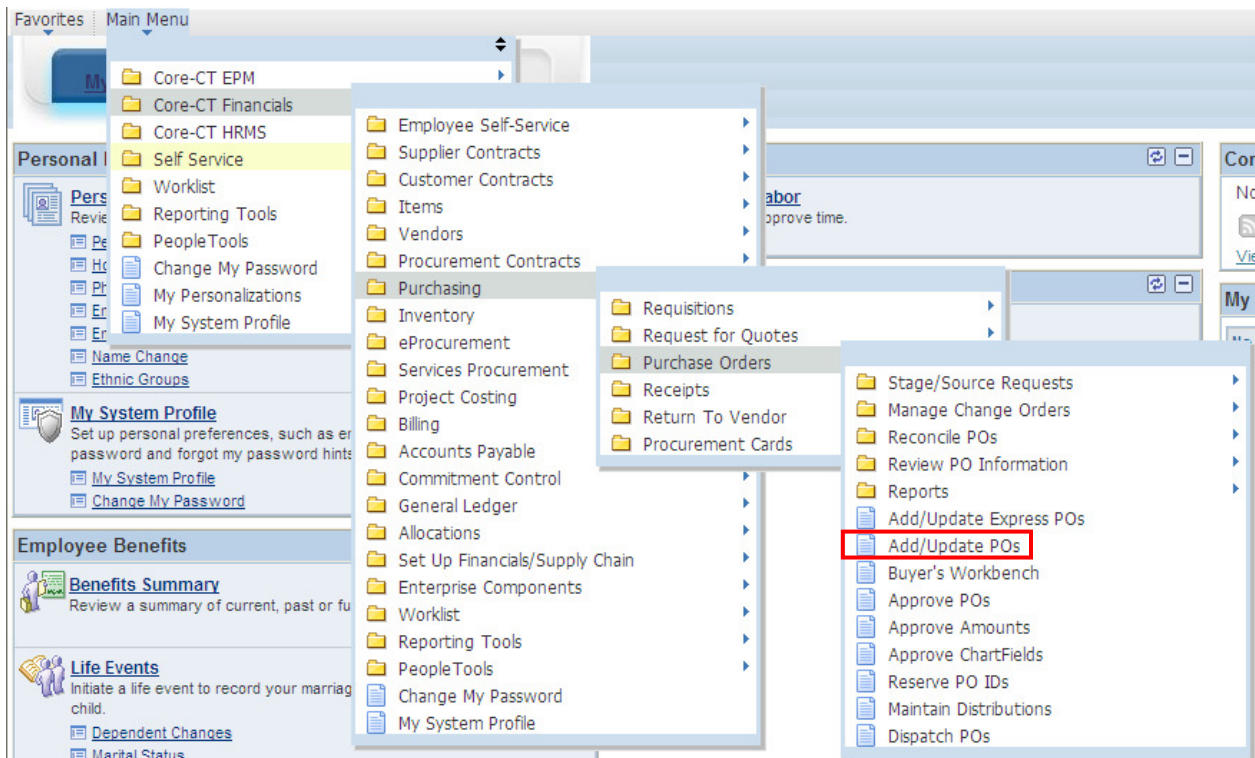 Favorites
Main Menu
Core-CT EPM
Core-CT Financials
Core-CT HRMS
Self Service
Worklist
Reporting Tools
PeopleTools
Change My Password
My Personalizations
My System Profile
Employee Self-Service
Supplier Contracts
Customer Contracts
Items
Vendors
Procurement Contracts
Purchasing
Inventory
eProcurement
Services Procurement
Project Costing
Billing
Accounts Payable
Commitment Control
General Ledger
Allocations
Set Up Financials/Supply Chain
Enterprise Components
Worklist
Reporting Tools
PeopleTools
Change My Password
My System Profile
Requisitions
Request for Quotes
Purchase Orders
Receipts
Return To Vendor
Procurement Cards
Stage/Source Requests
Manage Change Orders
Reconcile POs
Review PO Information
Reports
Add/Update Express POs
Add/Update POs
Buyer's Workbench
Approve POs
Approve Amounts
Approve ChartFields
Reserve PO IDs
Maintain Distributions
Dispatch POs
Personal
Name Change
Ethnic Groups
My System Profile
Set up personal preferences, such as
password and forgot my password hints
My System Profile
Change My Password
Employee Benefits
Benefits Summary
Review a summary of current, past or
Life Events
Initiate a life event to record your
child.
Dependent Changes
Marital Status
time.
My